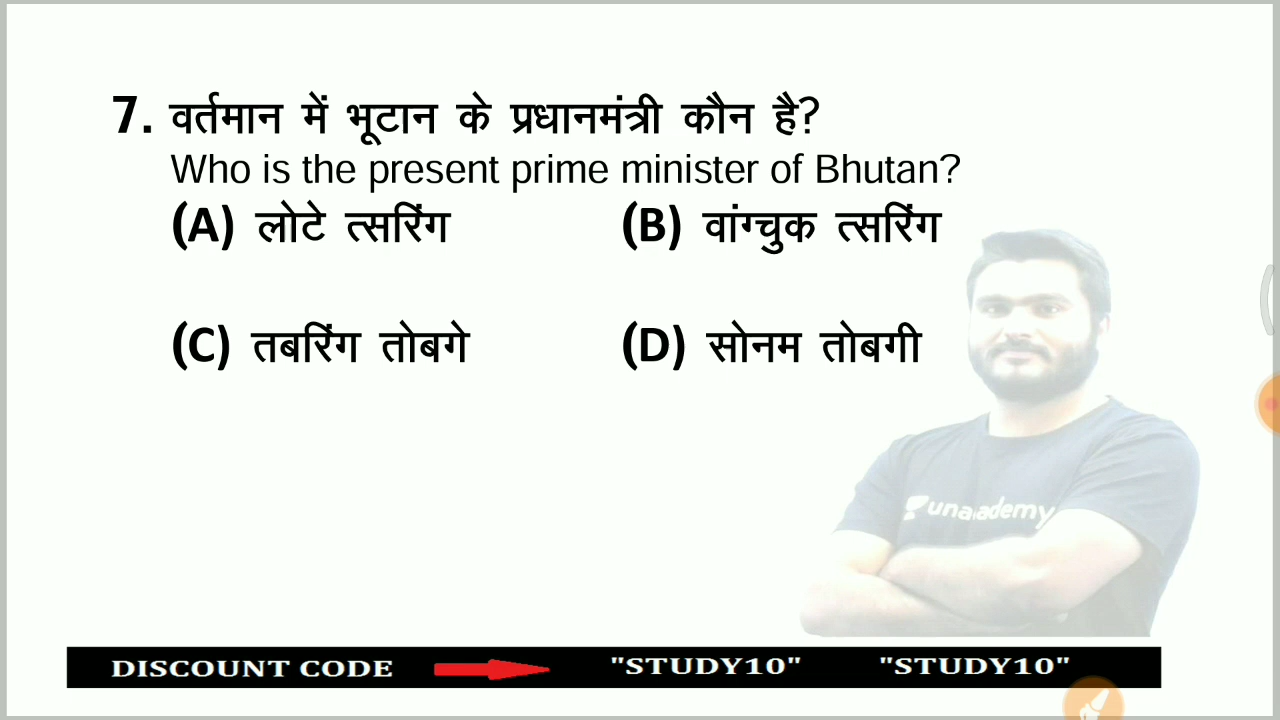 7. वर्तमान में भूटान के प्रधानमंत्री कौन है?
Who is the present prime minister of Bhutan?
(A) लोटे त्सरिंग (B) वांग्चुक त्सरिंग
(C) तबरिंग तोबगे (D) सोनम तोबगी
unacademy
DISCOUNT CODE "STUDY10" "STUDY10"